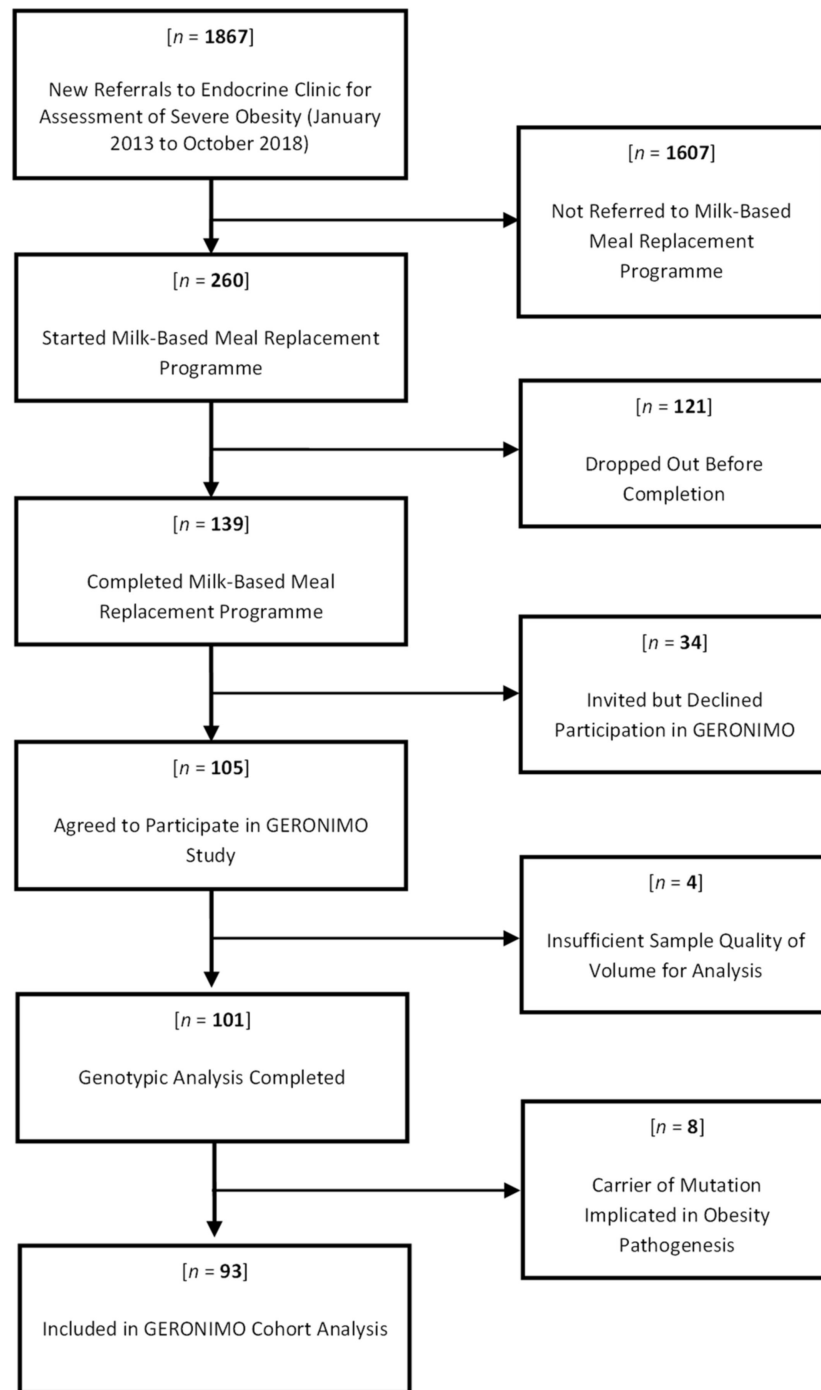 [n = 1867]
New Referrals to Endocrine Clinic for
Assessment of Severe Obesity (January
2013 to October 2018)
[n = 1607]
Not Referred to Milk-Based
Meal Replacement
Programme
[n = 260]
Started Milk-Based Meal Replacement
Programme
[n = 121]
Dropped Out Before
Completion
[n = 139]
Completed Milk-Based Meal
Replacement Programme
[n = 34]
Invited but Declined
Participation in GERONIMO
[n = 105]
Agreed to Participate in GERONIMO
Study
[n = 4]
Insufficient Sample Quality of
Volume for Analysis
[n = 101]
Genotypic Analysis Completed
[n = 8]
Carrier of Mutation
Implicated in Obesity
Pathogenesis
[n = 93]
Included in GERONIMO Cohort Analysis